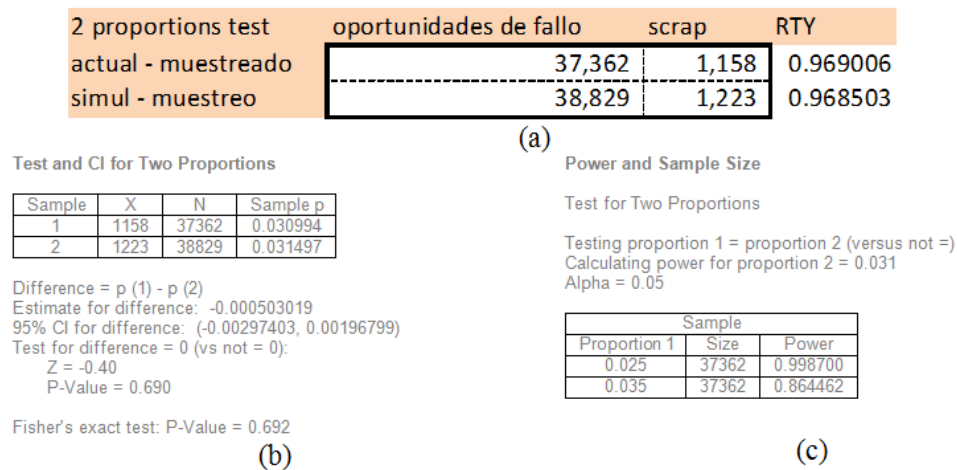 2 proportions test oportunidades de fallo scrap RTY
actual - muestreado 37,362 1,158 0.969006
simul - muestreo 38,829 1,223 0.968503
(a)
Test and CI for Two Proportions
Sample X N Sample p
1 1158 37362 0.030994
2 1223 38829 0.031497
Difference = p (1) - p (2)
Estimate for difference: -0.000503019
95% CI for difference: (-0.00297403, 0.00196799)
Test for difference = 0 (vs not = 0):
Z = -0.40
P-Value = 0.690
Fisher's exact test: P-Value = 0.692
(b)
Power and Sample Size
Test for Two Proportions
Testing proportion 1 = proportion 2 (versus not =)
Calculating power for proportion 2 = 0.031
Alpha = 0.05
Sample
Proportion 1 Size Power
0.025 37362 0.998700
0.035 37362 0.864462
(c)